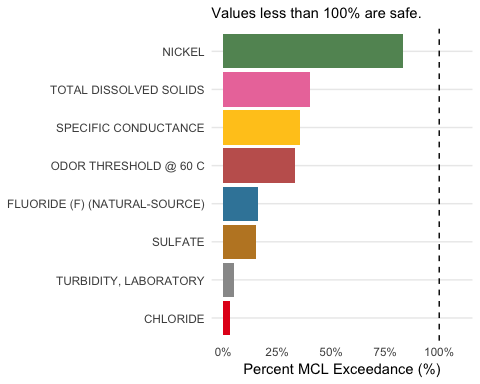 Values less than 100% are safe.
NICKEL
TOTAL DISSOLVED SOLIDS
SPECIFIC CONDUCTANCE
ODOR THRESHOLD @ 60 C
FLUORIDE (F) (NATURAL-SOURCE)
SULFATE
TURBIDITY, LABORATORY
CHLORIDE
0% 25% 50% 75% 100%
Percent MCL Exceedance (%)